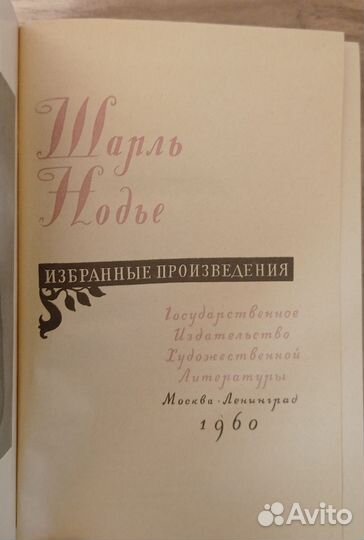 Шарль
Нодье
ИЗБРАННЫЕ ПРОИЗВЕДЕНИЯ
Государственное
Издательство
Художественной
Литературы
Москва·Ленинград
1960
Avito